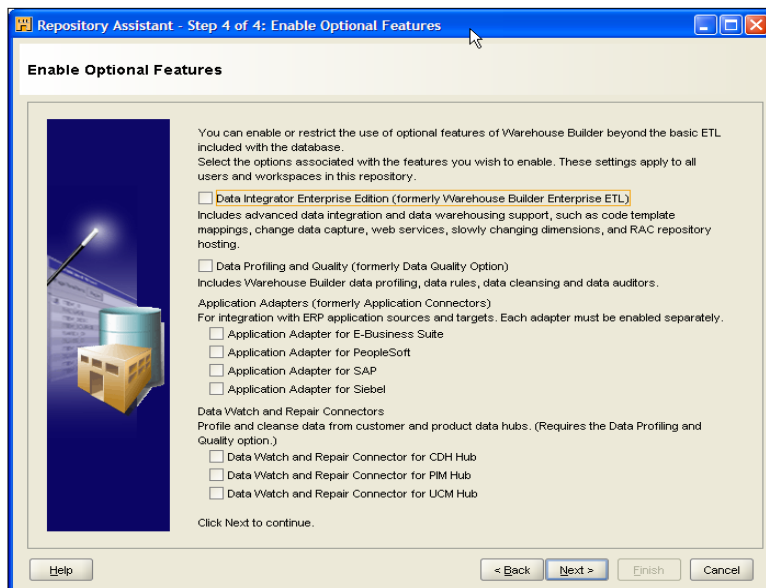 Repository Assistant - Step 4 of 4: Enable Optional Features
Enable Optional Features
You can enable or restrict the use of optional features of Warehouse Builder beyond the basic ETL
included with the database.
Select the options associated with the features you wish to enable. These settings apply to all
users and workspaces in this repository.
Data Integrator Enterprise Edition (formerly Warehouse Builder Enterprise ETL)
Includes advanced data integration and data warehousing support, such as code template
mappings, change data capture, web services, slowly changing dimensions, and RAC repository
hosting.
Data Profiling and Quality (formerly Data Quality Option)
Includes Warehouse Builder data profiling, data rules, data cleansing and data auditors.
Application Adapters (formerly Application Connectors)
For integration with ERP application sources and targets. Each adapter must be enabled separately.
Application Adapter for E-Business Suite
Application Adapter for PeopleSoft
Application Adapter for SAP
Application Adapter for Siebel
Data Watch and Repair Connectors
Profile and cleanse data from customer and product data hubs. (Requires the Data Profiling and
Quality option.)
Data Watch and Repair Connector for CDH Hub
Data Watch and Repair Connector for PIM Hub
Data Watch and Repair Connector for UCM Hub
Click Next to continue.
Help < Back Next > Finish Cancel